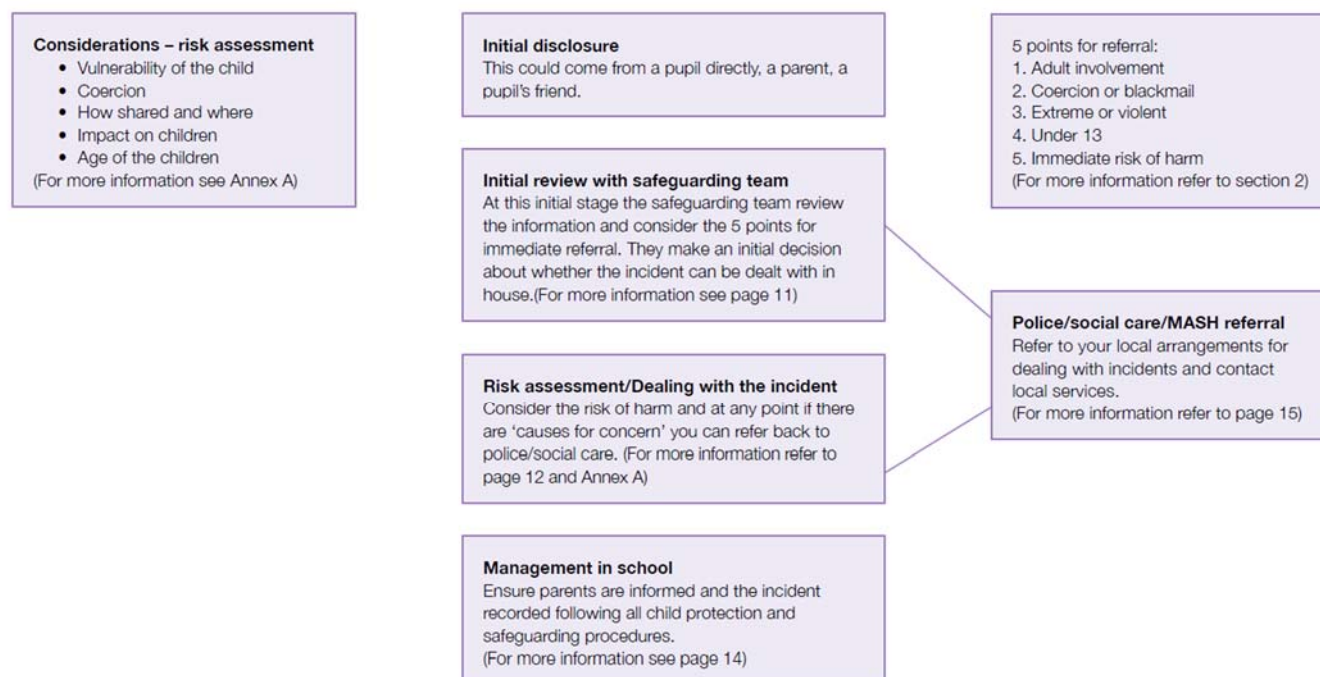 Considerations – risk assessment
• Vulnerability of the child
• Coercion
• How shared and where
• Impact on children
• Age of the children
(For more information see Annex A)
Initial disclosure
This could come from a pupil directly, a parent, a
pupil's friend.
Initial review with safeguarding team
At this initial stage the safeguarding team review
the information and consider the 5 points for
immediate referral. They make an initial decision
about whether the incident can be dealt with in
house.(For more information see page 11)
Risk assessment/Dealing with the incident
Consider the risk of harm and at any point if there
are ‘causes for concern’ you can refer back to
police/social care. (For more information refer to
page 12 and Annex A)
Management in school
Ensure parents are informed and the incident
recorded following all child protection and
safeguarding procedures.
(For more information see page 14)
5 points for referral:
1. Adult involvement
2. Coercion or blackmail
3. Extreme or violent
4. Under 13
5. Immediate risk of harm
(For more information refer to section 2)
Police/social care/MASH referral
Refer to your local arrangements for
dealing with incidents and contact
local services.
(For more information refer to page 15)